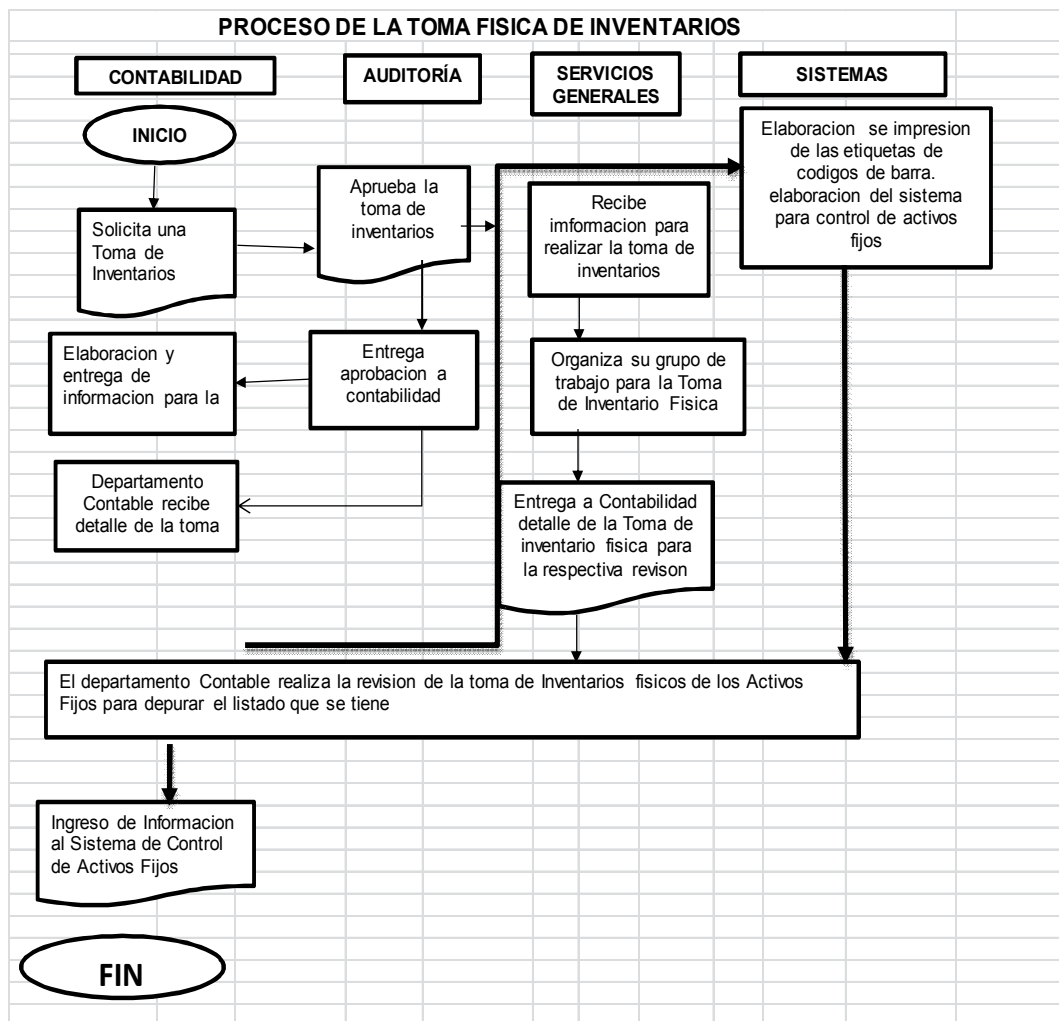 PROCESO DE LA TOMA FISICA DE INVENTARIOS
CONTABILIDAD
AUDITORÍA
SERVICIOS
GENERALES
SISTEMAS
INICIO
Solicita una
Toma de
Inventarios
Aprueba la
toma de
inventarios
Recibe
imformacion para
realizar la toma de
inventarios
Elaboracion se impresion
de las etiquetas de
codigos de barra.
elaboracion del sistema
para control de activos
fijos
Elaboracion y
entrega de
informacion para la
Entrega
aprobacion a
contabilidad
Organiza su grupo de
trabajo para la Toma
de Inventario Fisica
Departamento
Contable recibe
detalle de la toma
Entrega a Contabilidad
detalle de la Toma de
inventario fisica para
la respectiva revison
El departamento Contable realiza la revision de la toma de Inventarios fisicos de los Activos
Fijos para depurar el listado que se tiene
Ingreso de Informacion
al Sistema de Control
de Activos Fijos
FIN